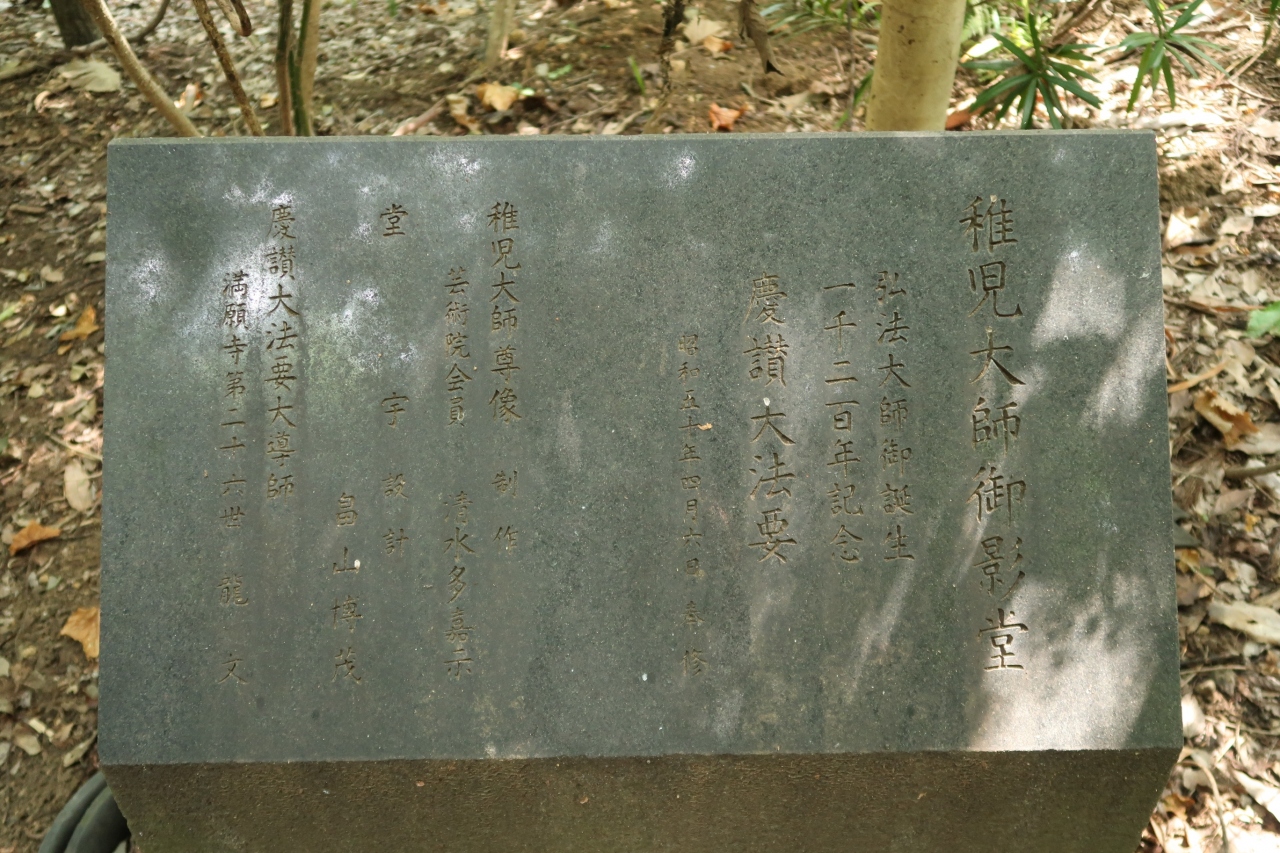 稚児大師御影堂
弘法大師御誕生
一千二百年記念
慶讃大法要
昭和五十年四月六日 修
稚児大師尊像 制作
芸術院会員 清水多嘉示
堂宇設計
畠山博茂
慶讃大法要大導師
満願寺第二十六世 龍 文